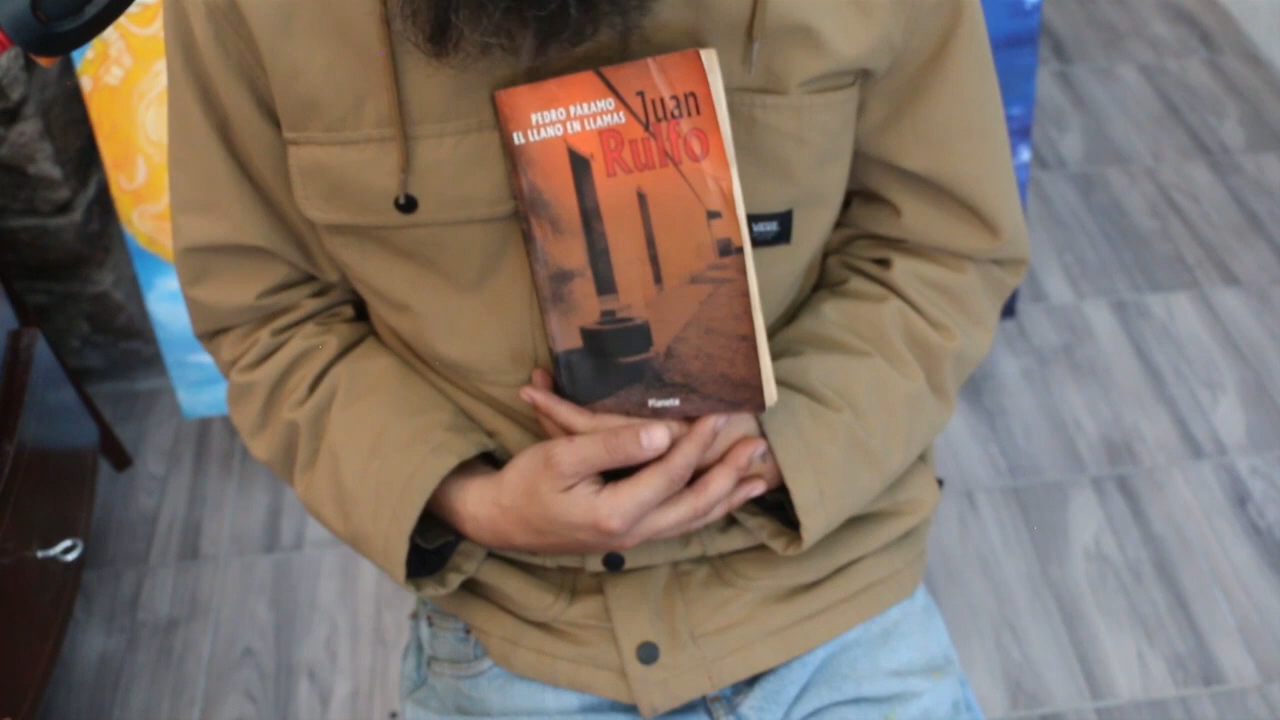 PEDRO PÁRAMO
EL LLANO EN LLAMAS
Juan
Rulfo
Planeta